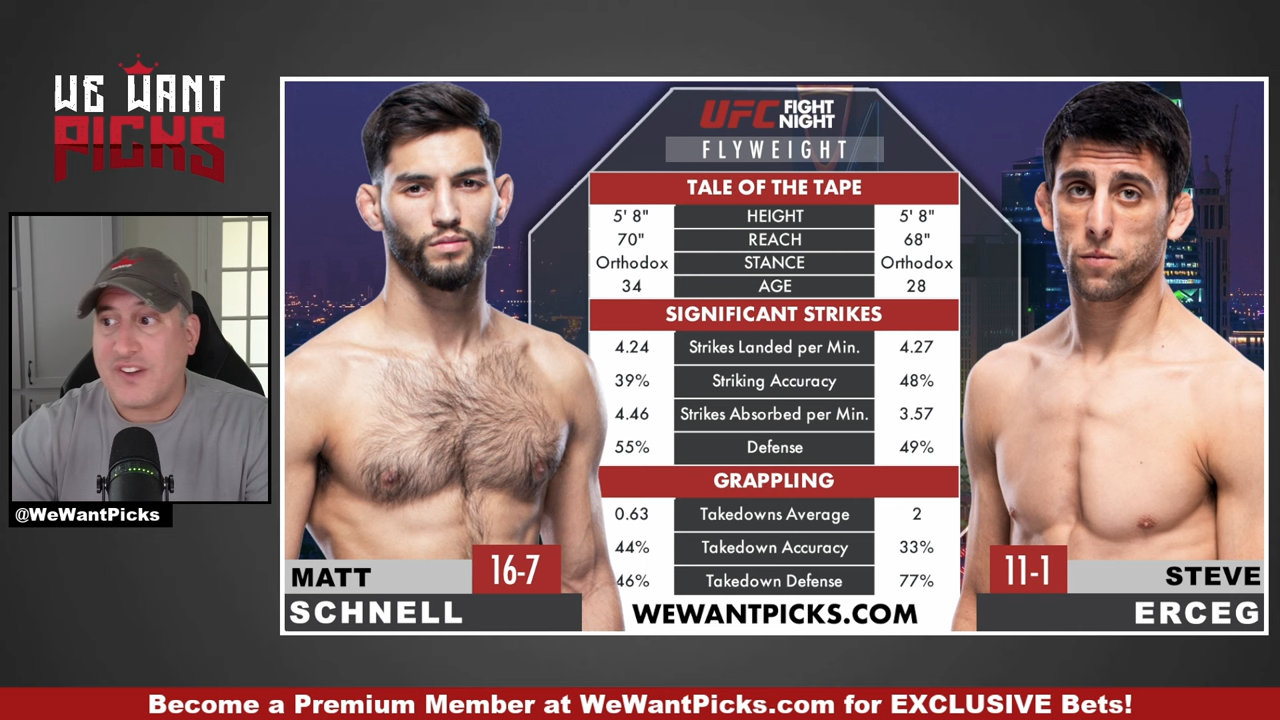 WE WANT
PICKS
@WeWantPicks
UFC FIGHT
NIGHT
FLYWEIGHT
TALE OF THE TAPE
5' 8" HEIGHT 5' 8"
70" REACH 68"
Orthodox STANCE Orthodox
34 AGE 28
SIGNIFICANT STRIKES
4.24 Strikes Landed per Min. 4.27
39% Striking Accuracy 48%
4.46 Strikes Absorbed per Min. 3.57
55% Defense 49%
GRAPPLING
0.63 Takedowns Average 2
44% Takedown Accuracy 33%
46% Takedown Defense 77%
MATT 16-7
SCHNELL
WEWANTPICKS.COM
11-1 STEVE
ERCEG
Become a Premium Member at WeWantPicks.com for EXCLUSIVE Bets!